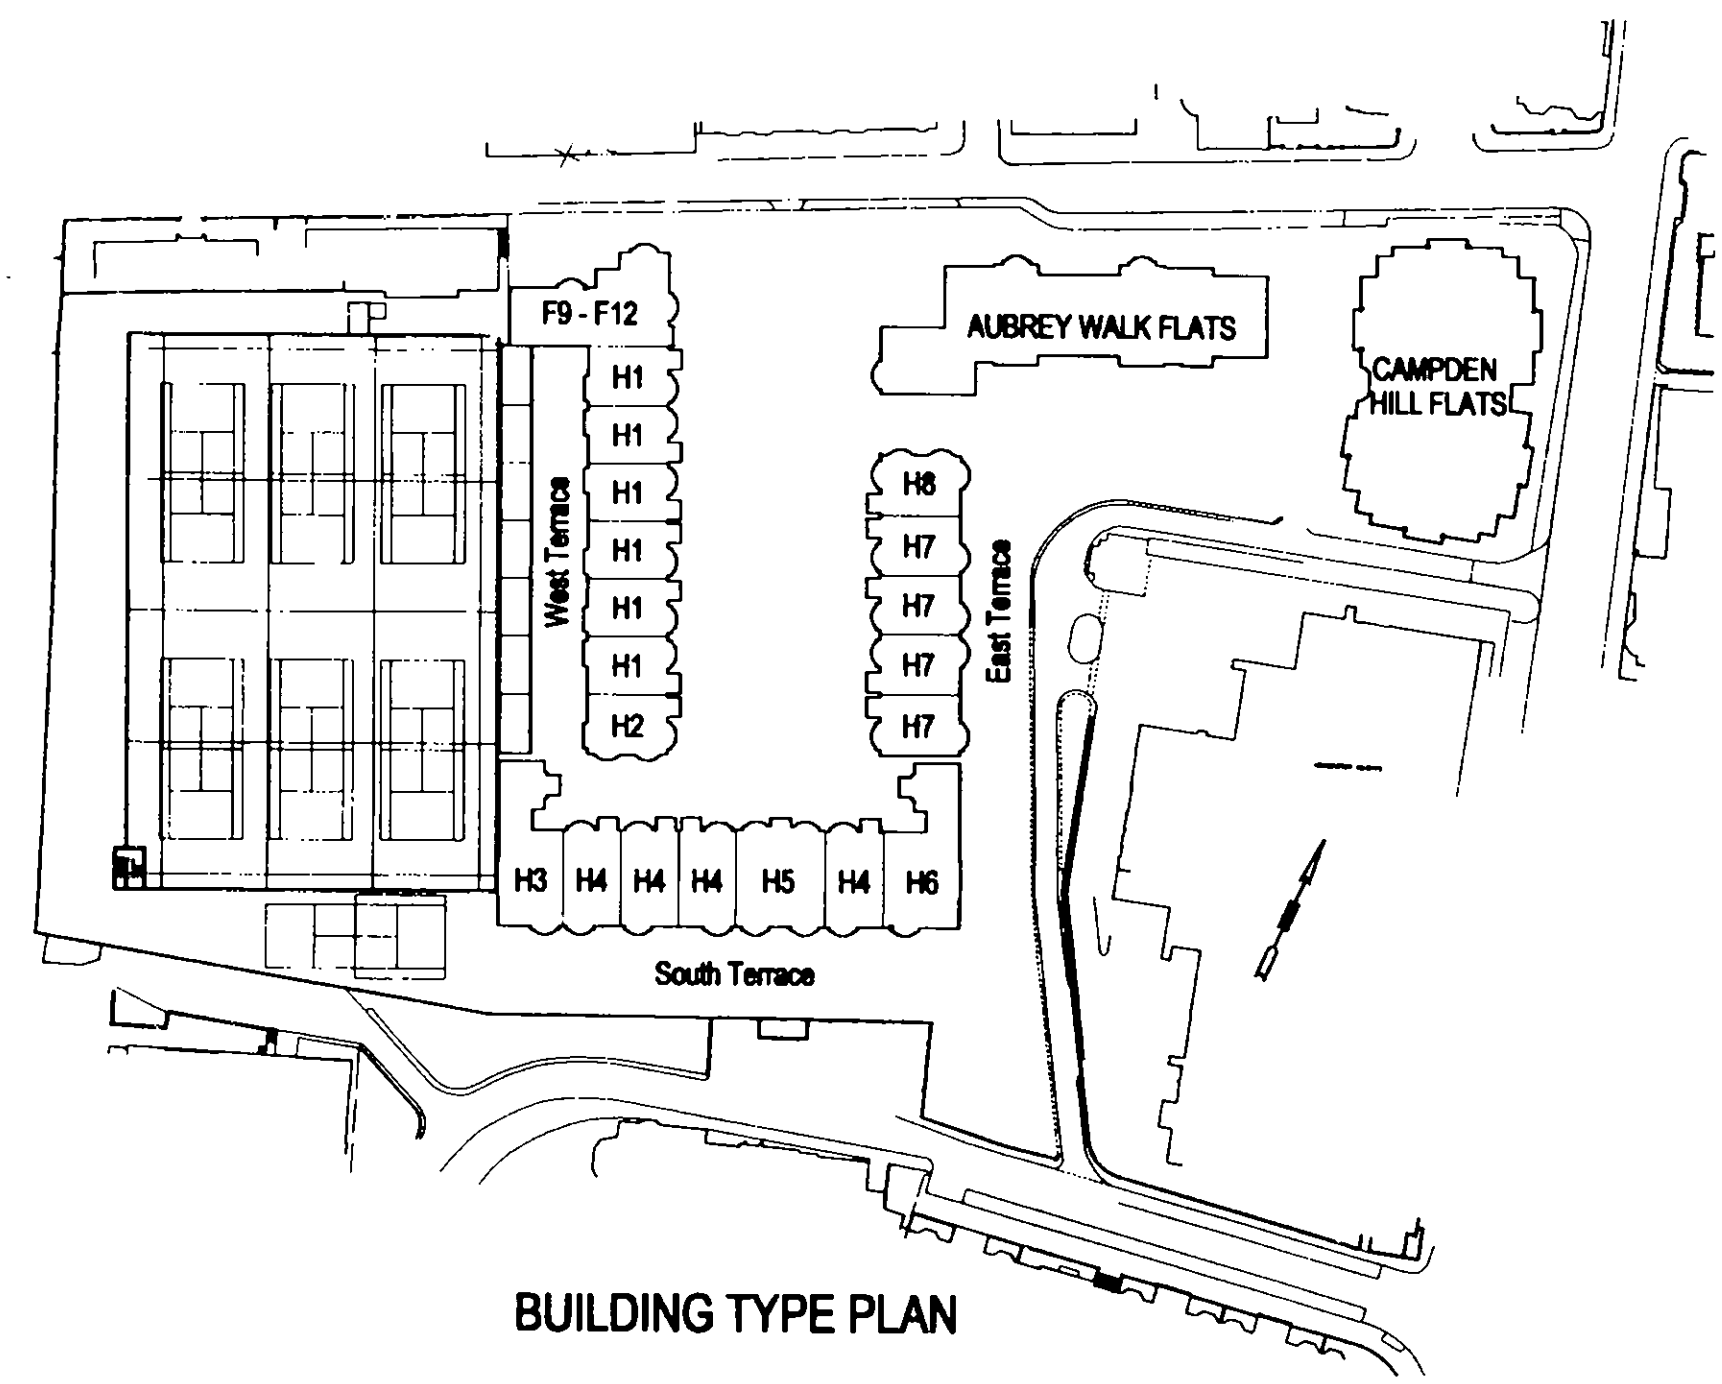 F9 - F12
AUBREY WALK FLATS
CAMPDEN
HILL FLATS
H1
H1
H1
H1
H1
H1
H2
West Terrace
H8
H7
H7
H7
H7
East Terrace
H3 H4 H4 H4 H5 H4 H6
South Terrace
BUILDING TYPE PLAN